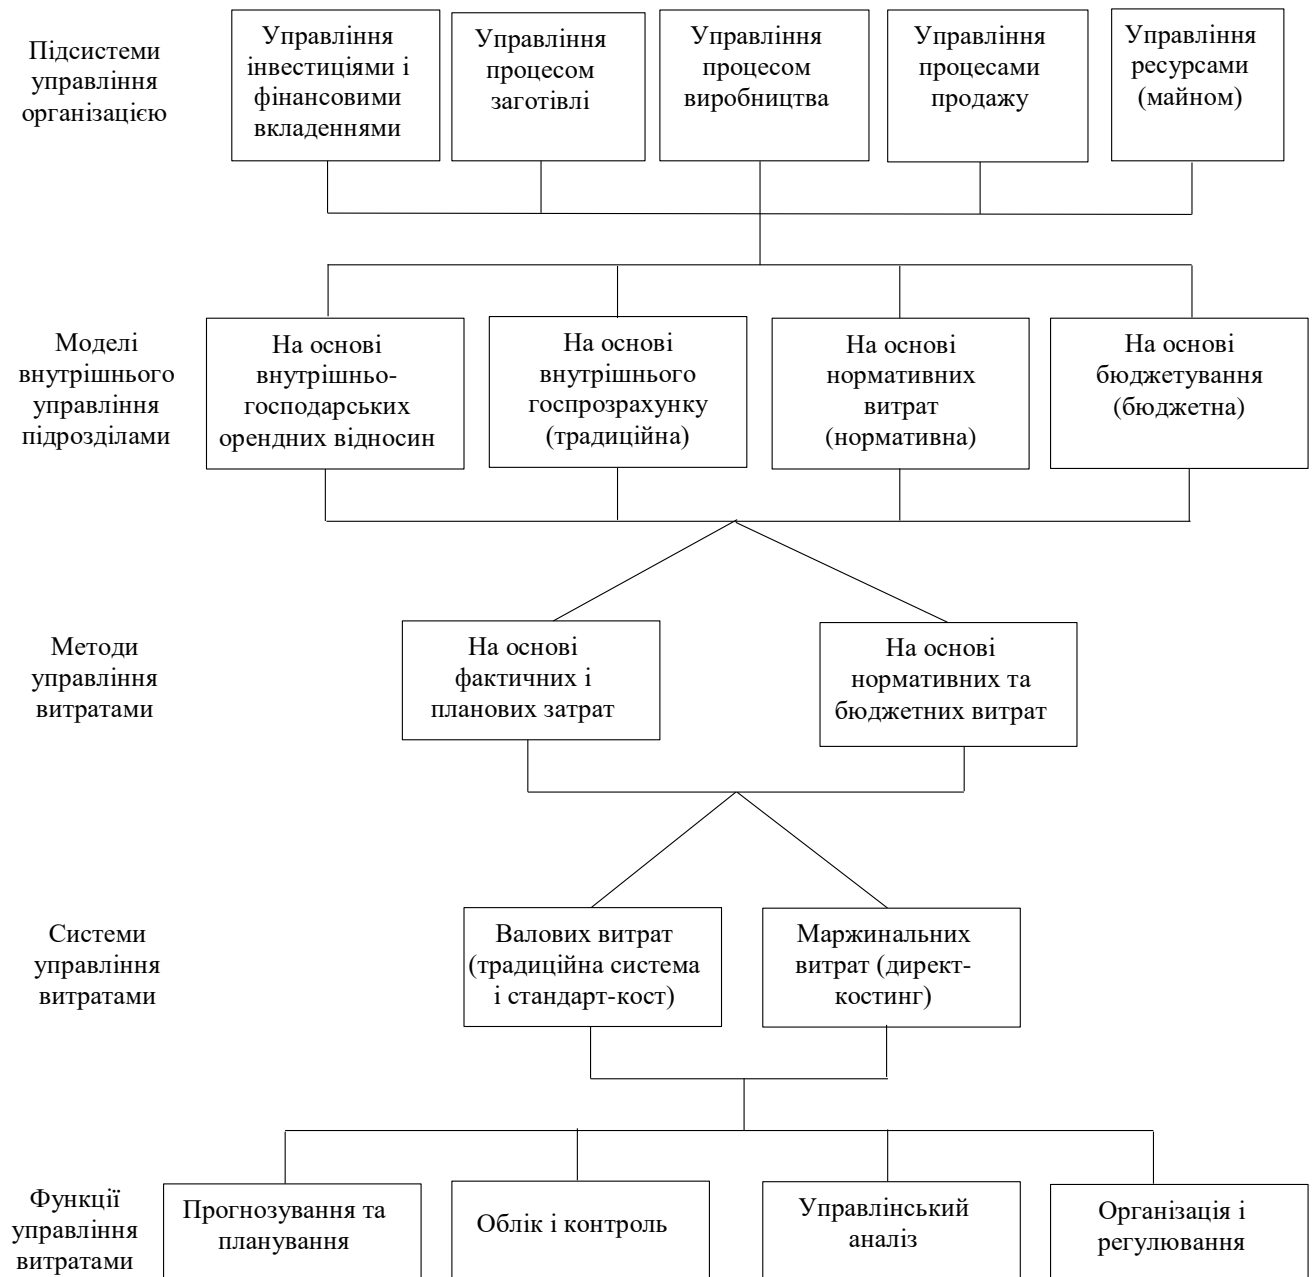 Підсистеми
управління
організацією
Управління
інвестиціями і
фінансовими
вкладеннями
Управління
процесом
заготівлі
Управління
процесом
виробництва
Управління
процесами
продажу
Управління
ресурсами
(майном)
Моделі
внутрішнього
управління
підрозділами
На основі
внутрішньо-
господарських
орендних відносин
На основі
внутрішнього
госпрозрахунку
(традиційна)
На основі
нормативних
витрат
(нормативна)
На основі
бюджетування
(бюджетна)
Методи
управління
витратами
На основі
фактичних і
планових затрат
На основі
нормативних та
бюджетних витрат
Системи
управління
витратами
Валових витрат
(традиційна система
і стандарт-кост)
Маржинальних
витрат (директ-
костинг)
Функції
управління
витратами
Прогнозування та
планування
Облік і контроль
Управлінський
аналіз
Організація і
регулювання